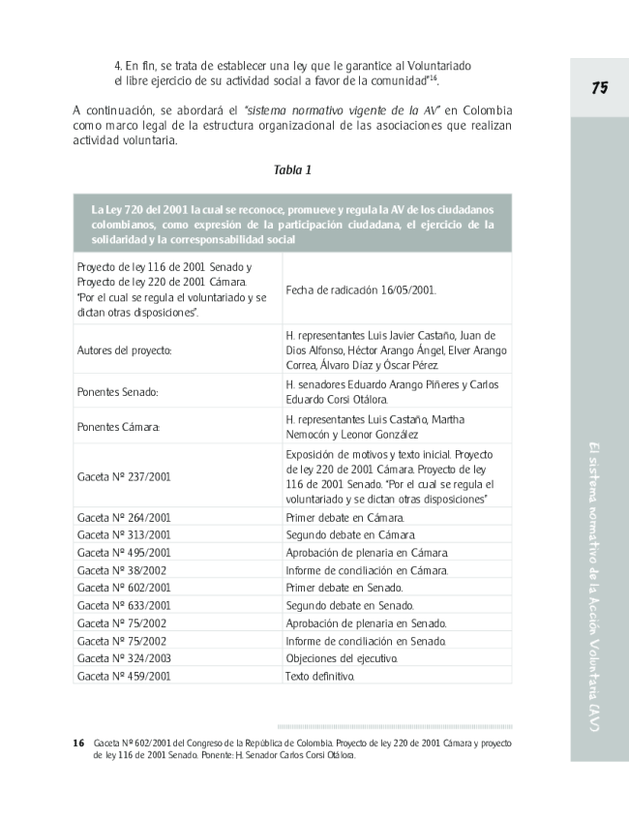 4. En fin, se trata de establecer una ley que le garantice al Voluntariado
el libre ejercicio de su actividad social a favor de la comunidad”16.
75
A continuación, se abordará el “sistema normativo vigente de la AV” en Colombia
como marco legal de la estructura organizacional de las asociaciones que realizan
actividad voluntaria.
Tabla 1
La Ley 720 del 2001 la cual se reconoce, promueve y regula la AV de los ciudadanos
colombianos, como expresión de la participación ciudadana, el ejercicio de la
solidaridad y la corresponsabilidad social
Proyecto de ley 116 de 2001 Senado y
Proyecto de ley 220 de 2001 Cámara.
“Por el cual se regula el voluntariado y se
dictan otras disposiciones”.
Fecha de radicación 16/05/2001.
Autores del proyecto:
H. representantes Luis Javier Castaño, Juan de
Dios Alfonso, Héctor Arango Ángel, Elver Arango
Correa, Álvaro Díaz y Óscar Pérez.
Ponentes Senado:
H. senadores Eduardo Arango Piñeres y Carlos
Eduardo Corsi Otálora.
Ponentes Cámara:
H. representantes Luis Castaño, Martha
Nemocón y Leonor González
Gaceta Nº 237/2001
Exposición de motivos y texto inicial. Proyecto
de ley 220 de 2001 Cámara. Proyecto de ley
116 de 2001 Senado. “Por el cual se regula el
voluntariado y se dictan otras disposiciones”
Gaceta Nº 264/2001
Primer debate en Cámara.
Gaceta Nº 313/2001
Segundo debate en Cámara.
Gaceta Nº 495/2001
Aprobación de plenaria en Cámara.
Gaceta Nº 38/2002
Informe de conciliación en Cámara.
Gaceta Nº 602/2001
Primer debate en Senado.
Gaceta Nº 633/2001
Segundo debate en Senado.
Gaceta Nº 75/2002
Aprobación de plenaria en Senado.
Gaceta Nº 75/2002
Informe de conciliación en Senado.
Gaceta Nº 324/2003
Objeciones del ejecutivo.
Gaceta Nº 459/2001
Texto definitivo.
El sistema normativo de la Acción Voluntaria (AV)
16 Gaceta Nº 602/2001 del Congreso de la República de Colombia. Proyecto de ley 220 de 2001 Cámara y proyecto
de ley 116 de 2001 Senado. Ponente: H. Senador Carlos Corsi Otálora.